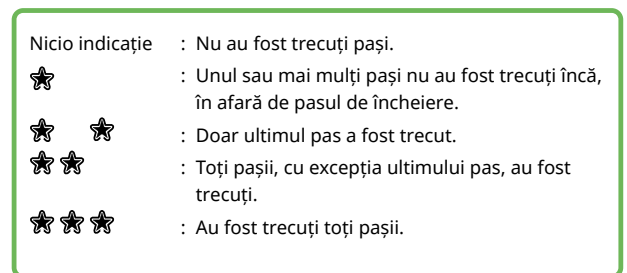 Nicio indicație : Nu au fost trecuți pași.
: Unul sau mai mulți pași nu au fost trecuți încă,
în afară de pasul de încheiere.
: Doar ultimul pas a fost trecut.
: Toți pașii, cu excepția ultimului pas, au fost
trecuți.
: Au fost trecuți toți pașii.